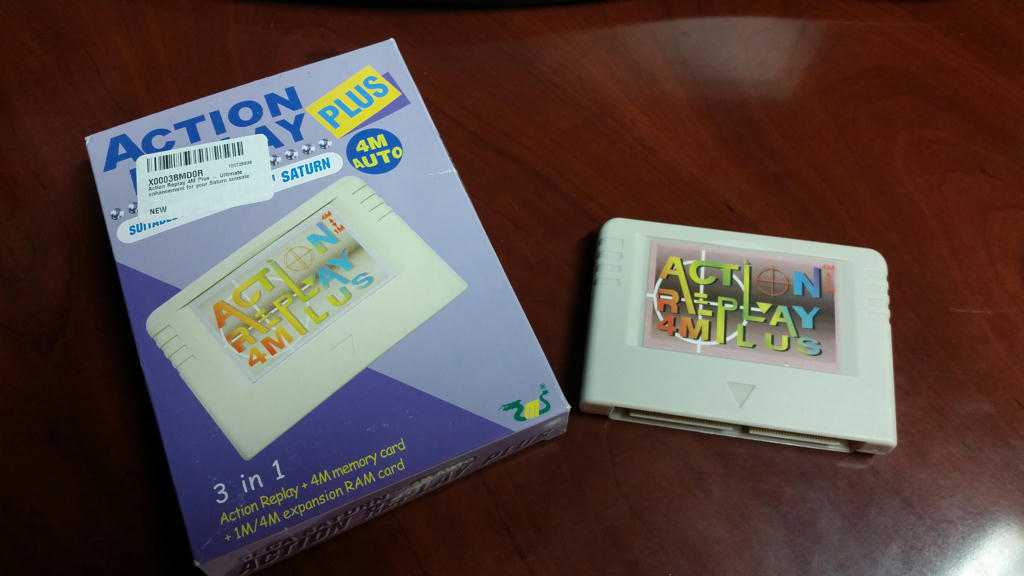 ACTION
PLUS
4M
AUTO
SATURN
X0003BMD0R
Action Replay 4M Plus -- Ultimate
enhancement for your Saturn console
NEW
ACTION
REPLAY
4M PLUS
4M
+
1M
3 in 1
Action Replay + 4M memory card
+ 1M/4M expansion RAM card
ACTION
REPLAY
4M PLUS